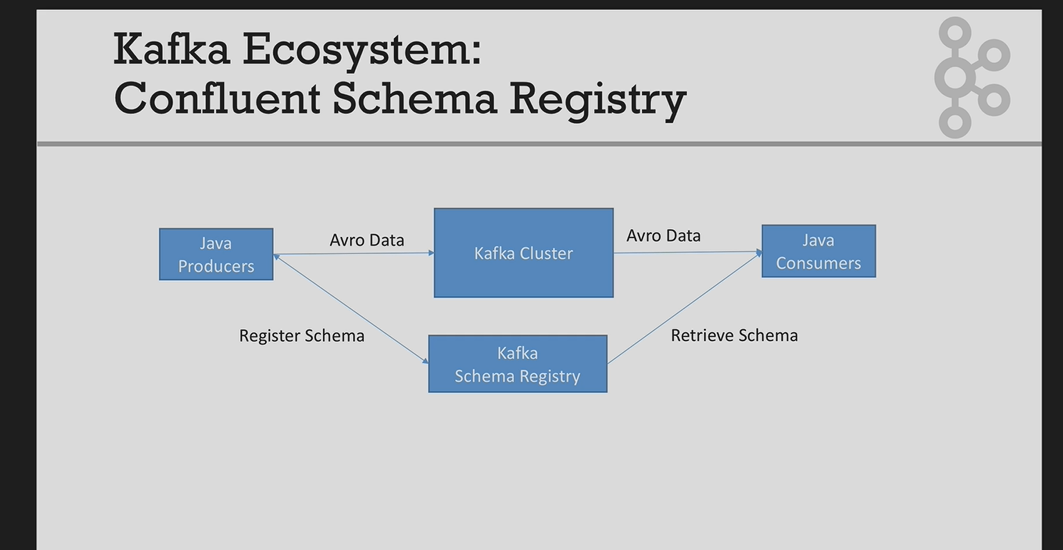 Kafka Ecosystem:
Confluent Schema Registry
Java
Producers
Avro Data
Kafka Cluster
Avro Data
Java
Consumers
Register Schema
Kafka
Schema Registry
Retrieve Schema